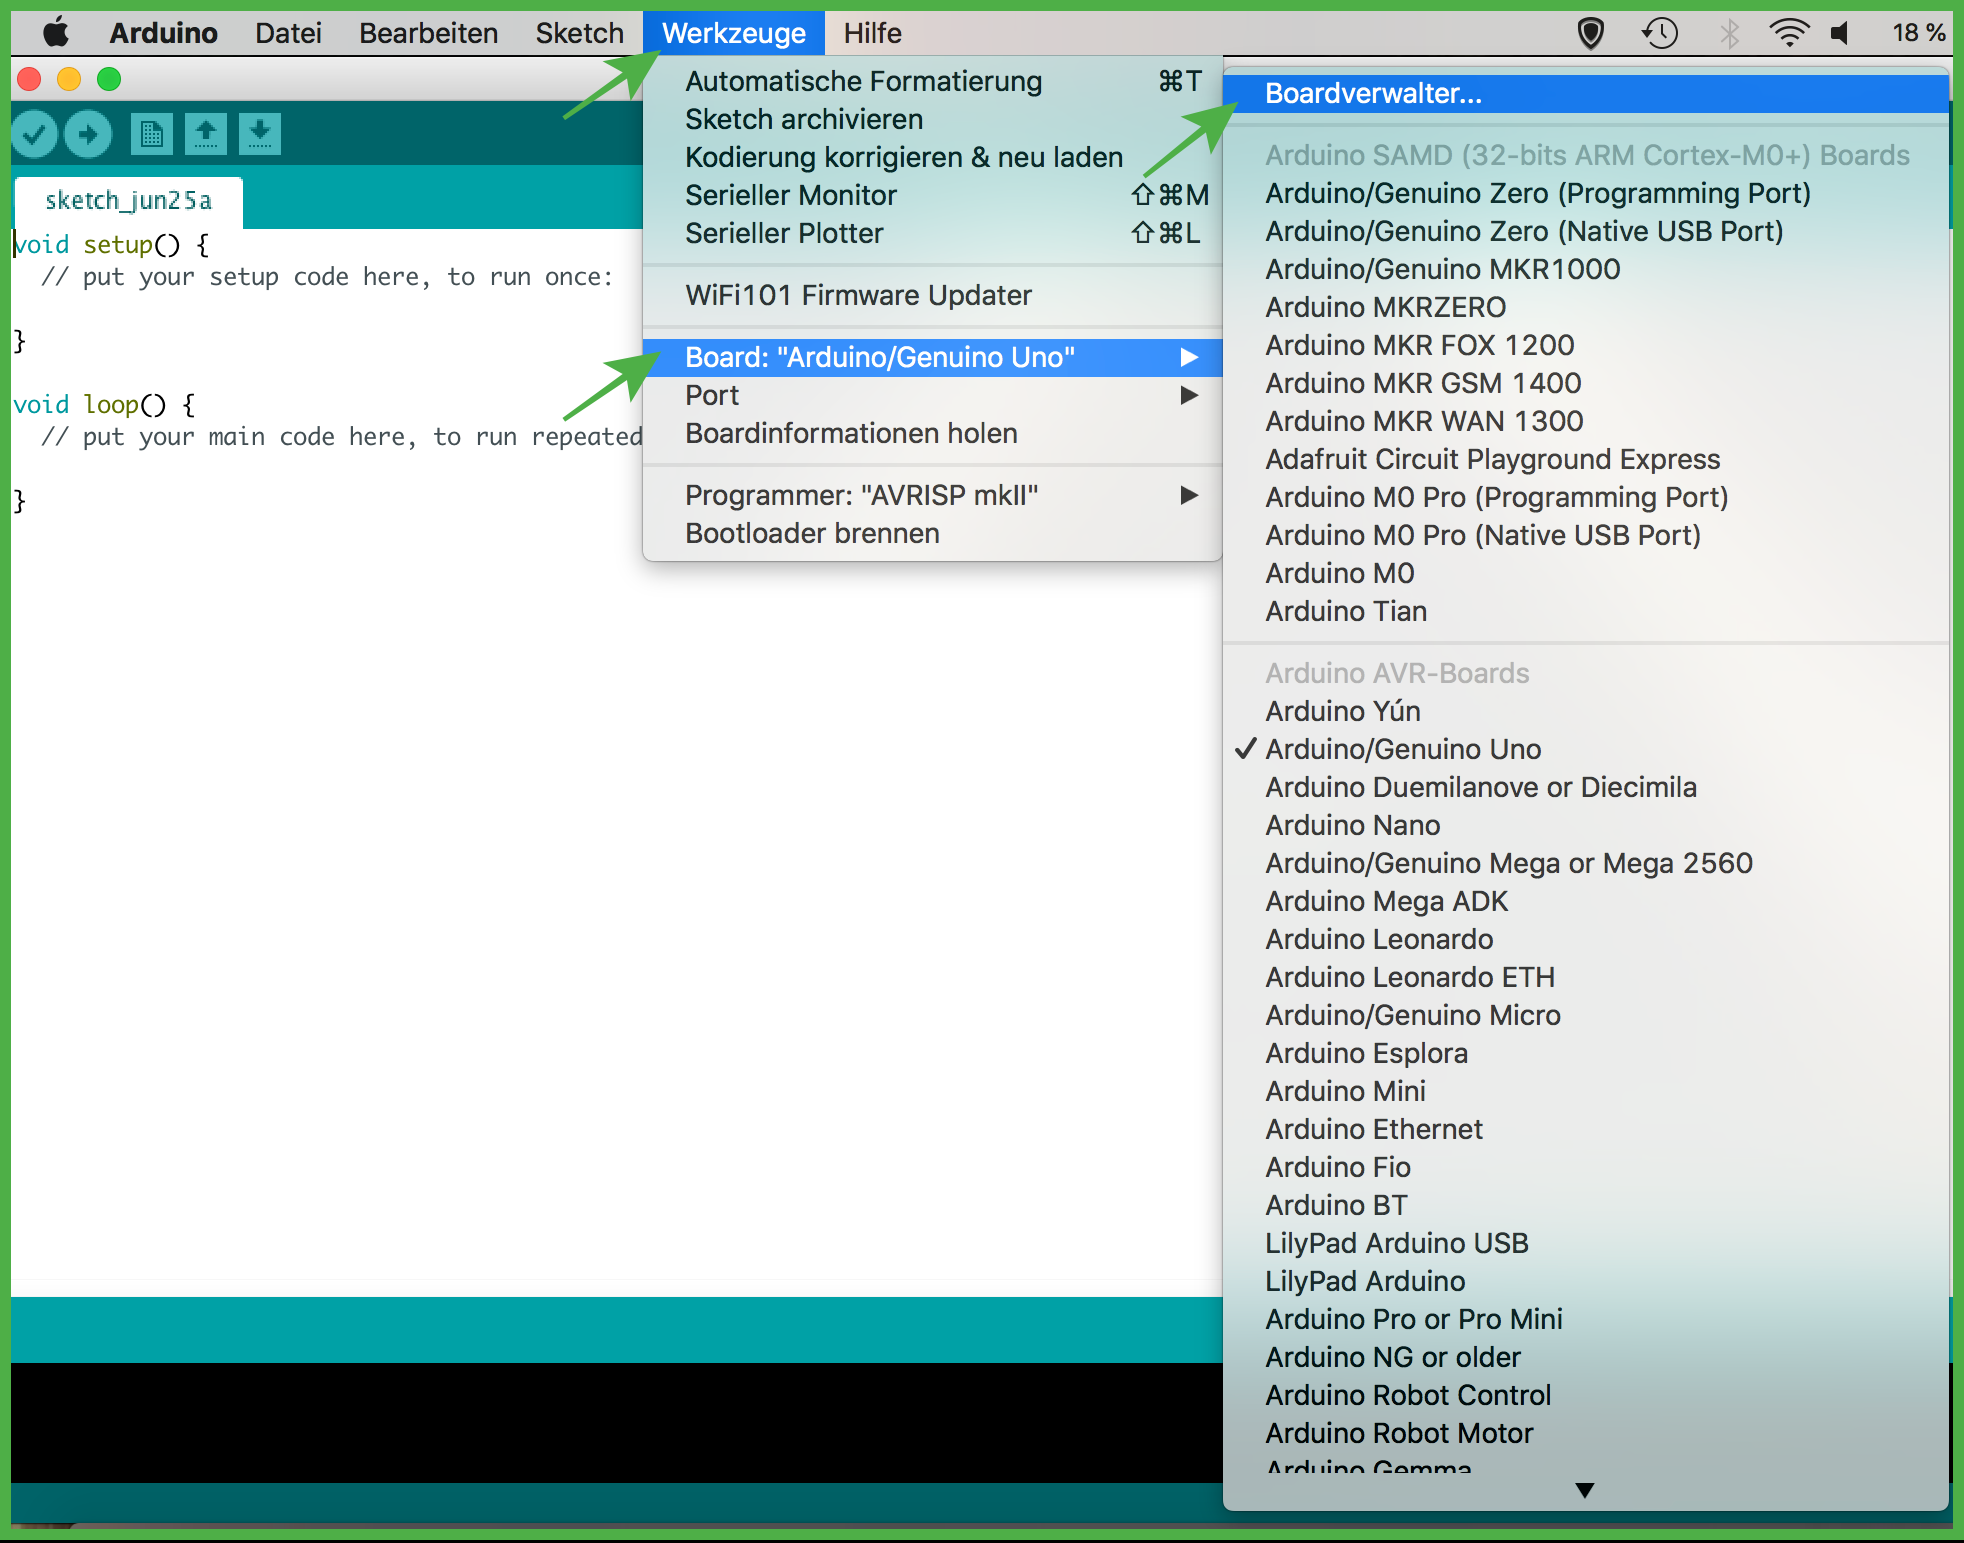 Arduino Datei Bearbeiten Sketch Werkzeuge Hilfe 18 %
sketch_jun25a
void setup() {
// put your setup code here, to run once:
}
void loop() {
// put your main code here, to run repeated
}
Automatische Formatierung ⌘T
Sketch archivieren
Kodierung korrigieren & neu laden
Serieller Monitor ⇧⌘M
Serieller Plotter ⇧⌘L
WiFi101 Firmware Updater
Board: "Arduino/Genuino Uno" ▶
Port ▶
Boardinformationen holen
Programmer: "AVRISP mkII" ▶
Bootloader brennen
Boardverwalter...
Arduino SAMD (32-bits ARM Cortex-M0+) Boards
Arduino/Genuino Zero (Programming Port)
Arduino/Genuino Zero (Native USB Port)
Arduino/Genuino MKR1000
Arduino MKRZERO
Arduino MKR FOX 1200
Arduino MKR GSM 1400
Arduino MKR WAN 1300
Adafruit Circuit Playground Express
Arduino M0 Pro (Programming Port)
Arduino M0 Pro (Native USB Port)
Arduino M0
Arduino Tian
Arduino AVR-Boards
Arduino Yún
✓ Arduino/Genuino Uno
Arduino Duemilanove or Diecimila
Arduino Nano
Arduino/Genuino Mega or Mega 2560
Arduino Mega ADK
Arduino Leonardo
Arduino Leonardo ETH
Arduino/Genuino Micro
Arduino Esplora
Arduino Mini
Arduino Ethernet
Arduino Fio
Arduino BT
LilyPad Arduino USB
LilyPad Arduino
Arduino Pro or Pro Mini
Arduino NG or older
Arduino Robot Control
Arduino Robot Motor
Arduino Gemma